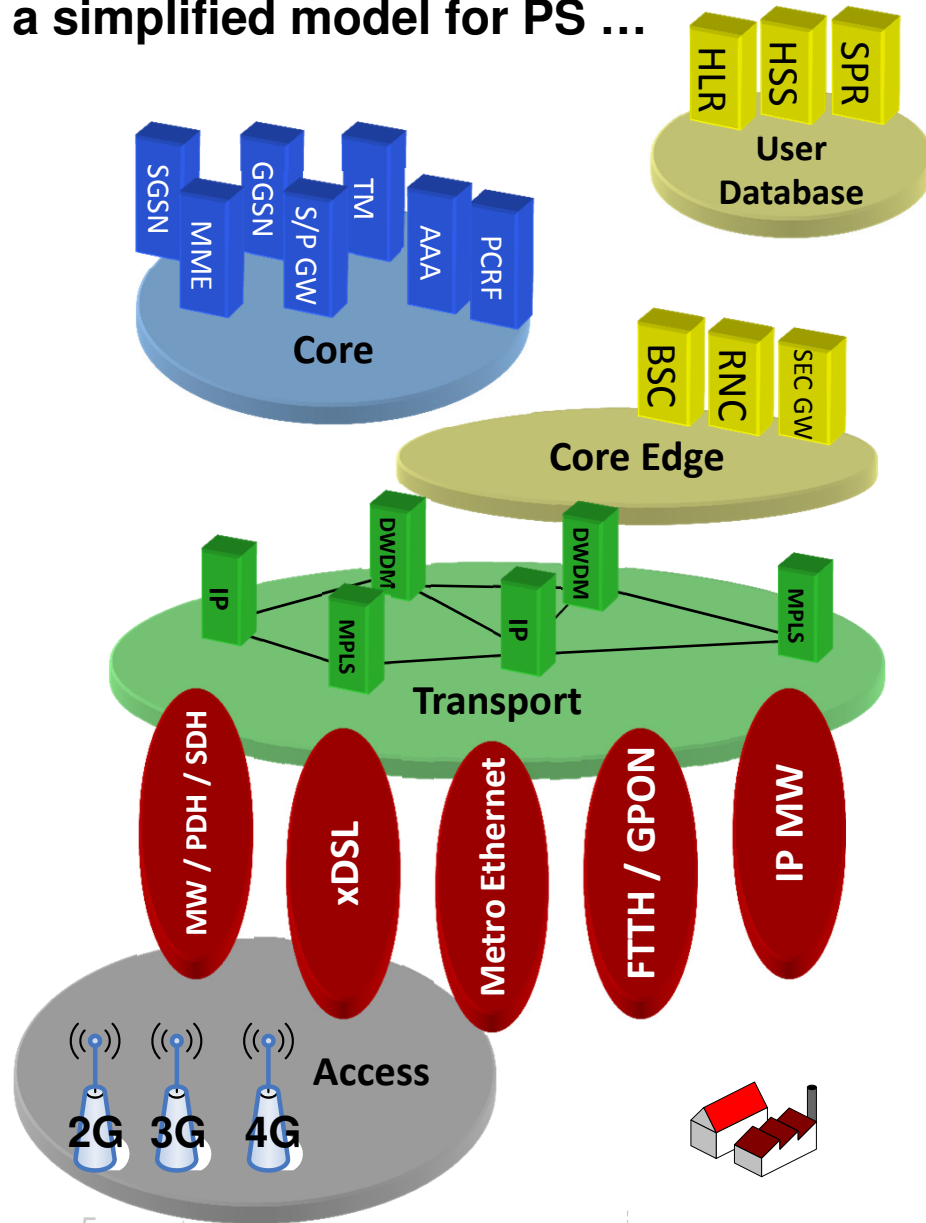 a simplified model for PS ...
HLR
HSS
SPR
User
Database
SGSN
GGSN
TM
MME
S/P GW
AAA
PCRF
Core
BSC
RNC
SEC GW
Core Edge
DWDM
DWDM
IP
MPLS
IP
MPLS
Transport
MW / PDH / SDH
xDSL
Metro Ethernet
FTTH / GPON
IP MW
Access
2G
3G
4G